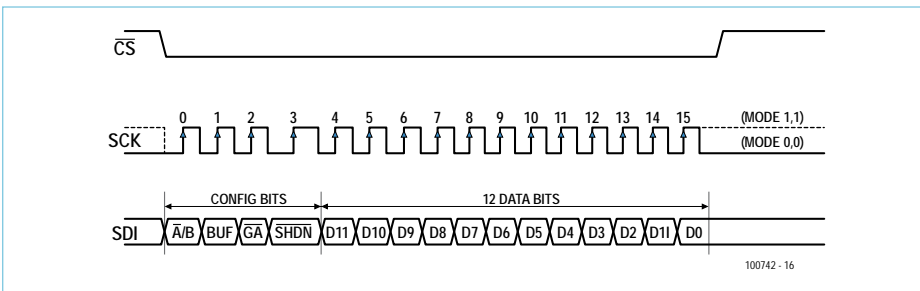 CS
0 1 2 3 4 5 6 7 8 9 10 11 12 13 14 15 (MODE 1,1)
SCK (MODE 0,0)
CONFIG BITS 12 DATA BITS
SDI A/B BUF GA SHDN D11 D10 D9 D8 D7 D6 D5 D4 D3 D2 D1I D0
100742 - 16